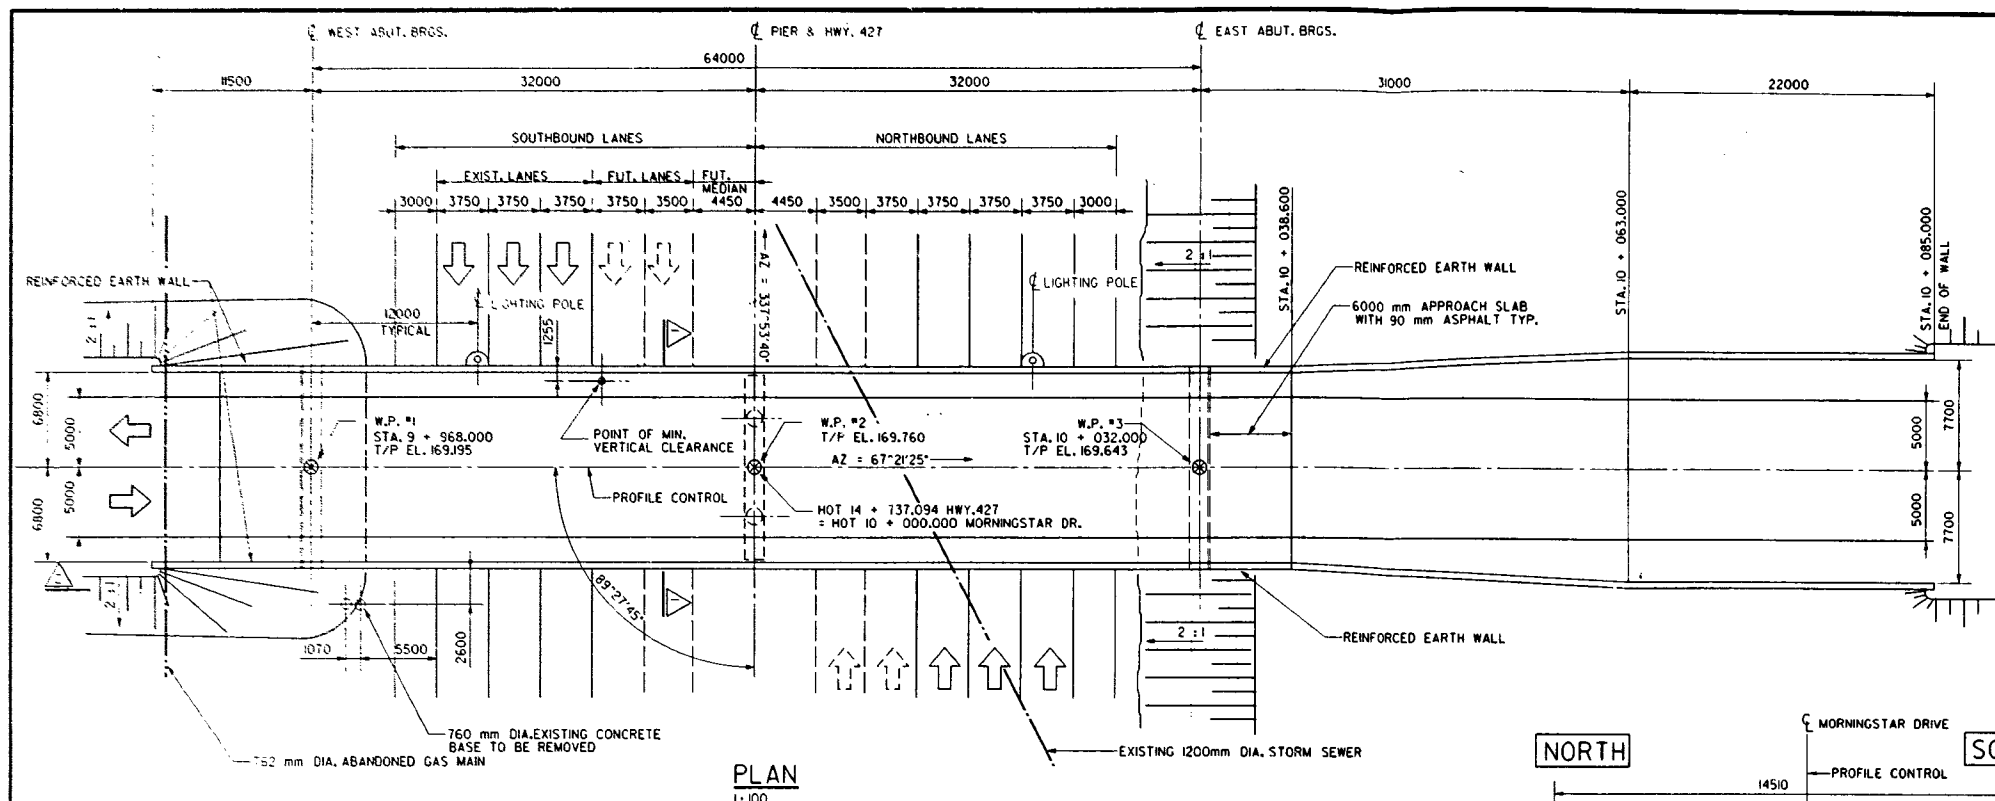 ℄ WEST ABUT. BRGS.
℄ PIER & HWY. 427
℄ EAST ABUT. BRGS.
64000
11500
32000
32000
31000
22000
SOUTHBOUND LANES
NORTHBOUND LANES
EXIST. LANES
FUT. LANES
FUT. MEDIAN
3000 3750 3750 3750 3750 3500 4450 4450 3500 3750 3750 3750 3750 3000
REINFORCED EARTH WALL
2:1
12000
TYPICAL
℄ LIGHTING POLE
1255
AZ = 337°53'40"
℄ LIGHTING POLE
2:1
STA. 10 + 038.600
REINFORCED EARTH WALL
6000 mm APPROACH SLAB
WITH 90 mm ASPHALT TYP.
STA. 10 + 063.000
STA. 10 + 085.000
END OF WALL
6800
5000
5000
6800
W.P. #1
STA. 9 + 968.000
T/P EL. 169.195
POINT OF MIN.
VERTICAL CLEARANCE
W.P. #2
T/P EL. 169.760
AZ = 67°21'25"
W.P. #3
STA. 10 + 032.000
T/P EL. 169.643
5000
7700
5000
7700
PROFILE CONTROL
HOT 14 + 737.094 HWY.427
= HOT 10 + 000.000 MORNINGSTAR DR.
89°27'45"
2:1
1070
5500
2600
2:1
REINFORCED EARTH WALL
760 mm DIA. EXISTING CONCRETE
BASE TO BE REMOVED
762 mm DIA. ABANDONED GAS MAIN
EXISTING 1200mm DIA. STORM SEWER
PLAN
1:100
NORTH
℄ MORNINGSTAR DRIVE
PROFILE CONTROL
14510